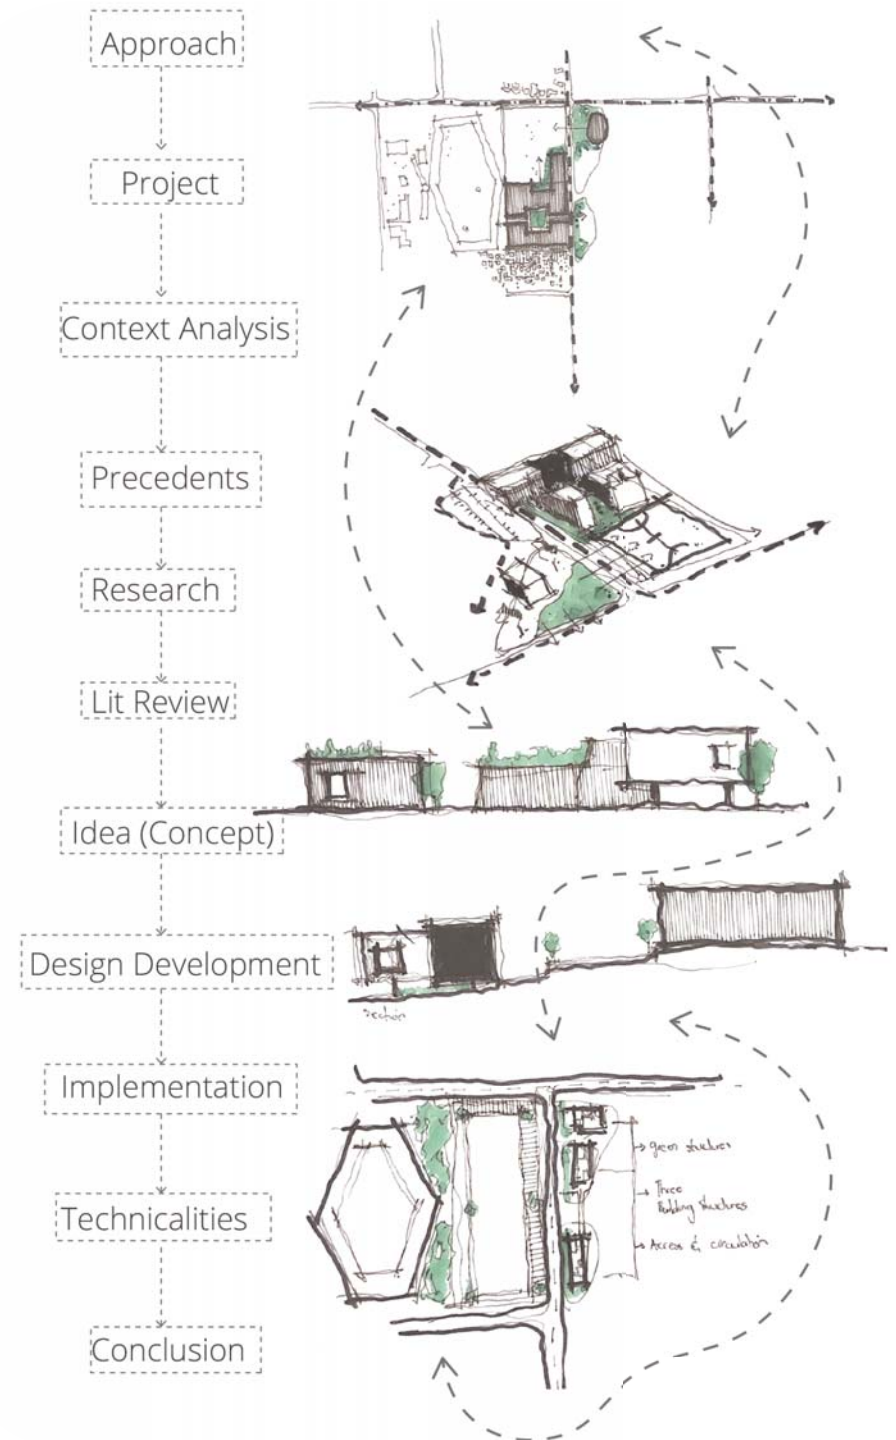 Approach
Project
Context Analysis
Precedents
Research
Lit Review
Idea (Concept)
Design Development
section
Implementation
green structures
Three
Building structures
Technicalities
Access & circulation
Conclusion